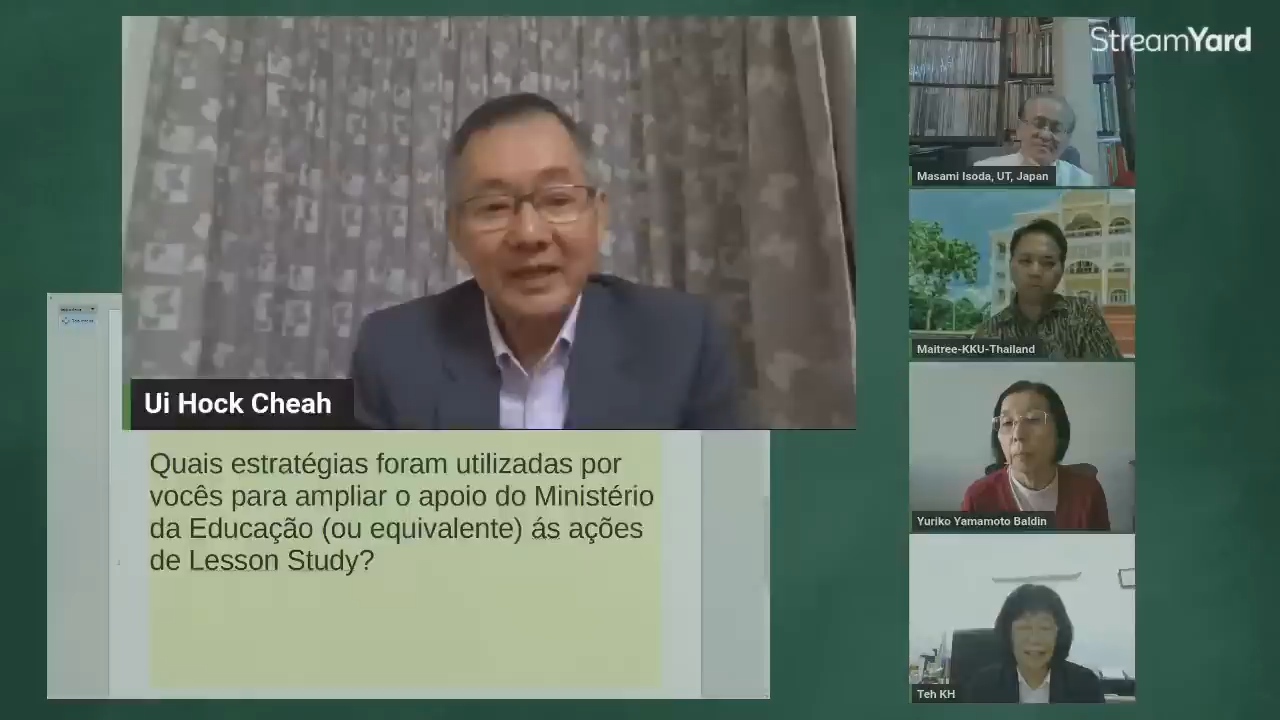 StreamYard
Masami Isoda, UT, Japan
Maitree-KKU-Thailand
Ui Hock Cheah
Quais estratégias foram utilizadas por
vocês para ampliar o apoio do Ministério
da Educação (ou equivalente) ás ações
de Lesson Study?
Yuriko Yamamoto Baldin
Teh KH